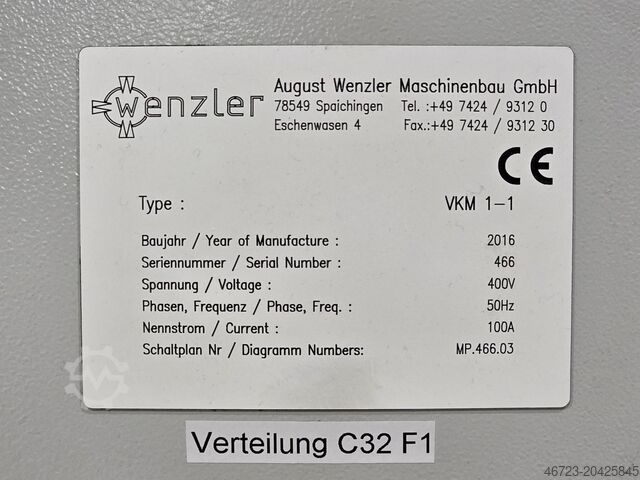 Wenzler
August Wenzler Maschinenbau GmbH
78549 Spaichingen Tel. :+49 7424 / 9312 0
Eschenwasen 4 Fax.:+49 7424 / 9312 30
CE
Type : VKM 1-1
Baujahr / Year of Manufacture : 2016
Seriennummer / Serial Number : 466
Spannung / Voltage : 400V
Phasen, Frequenz / Phase, Freq. : 50Hz
Nennstrom / Current : 100A
Schaltplan Nr / Diagramm Numbers: MP.466.03
Verteilung C32 F1
46723-20425845